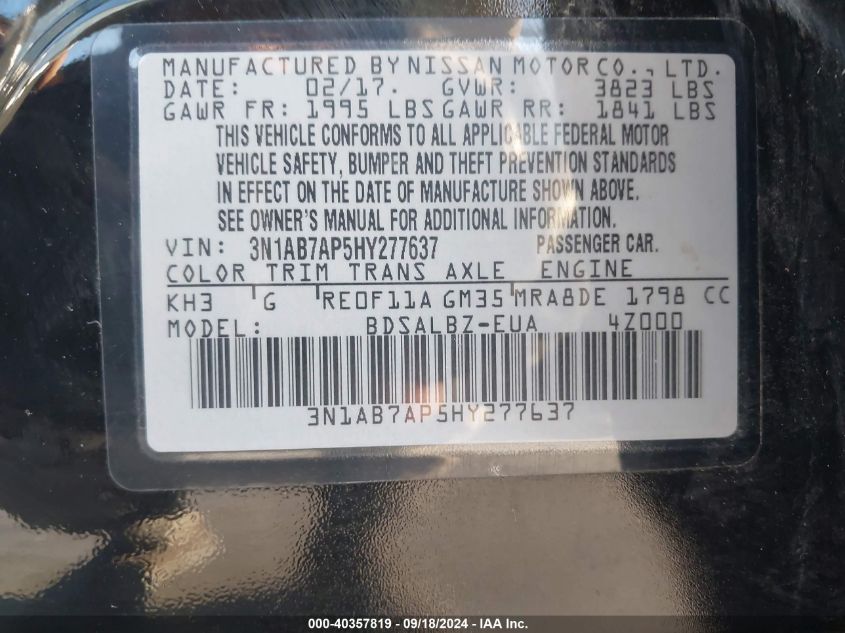 MANUFACTURED BY NISSAN MOTOR CO., LTD.
DATE: 02/17. GVWR: 3823 LBS
GAWR FR: 1995 LBS GAWR RR: 1841 LBS
THIS VEHICLE CONFORMS TO ALL APPLICABLE FEDERAL MOTOR
VEHICLE SAFETY, BUMPER AND THEFT PREVENTION STANDARDS
IN EFFECT ON THE DATE OF MANUFACTURE SHOWN ABOVE.
SEE OWNER'S MANUAL FOR ADDITIONAL INFORMATION.
VIN: 3N1AB7AP5HY277637 PASSENGER CAR.
COLOR TRIM TRANS AXLE ENGINE
KH3 G RE0F11A GM35 MRA8DE 1798 CC
MODEL: BDSALBZ-EUA 4Z000
3N1AB7AP5HY277637
000-40357819 - 09/18/2024 - IAA Inc.